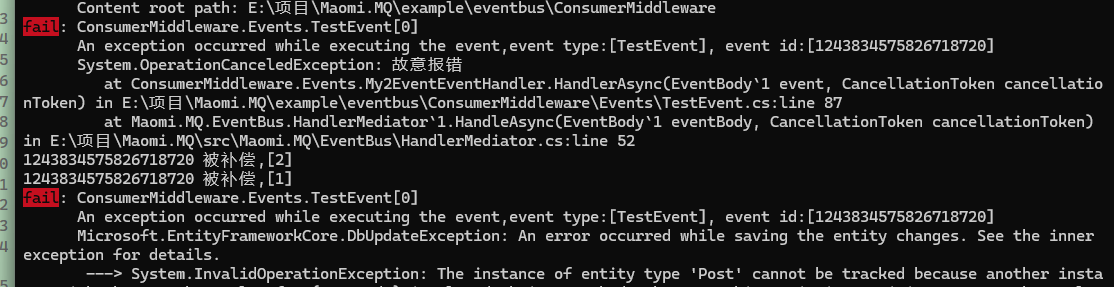 Content root path: E:\项目\Maomi.MQ\example\eventbus\ConsumerMiddleware
fail: ConsumerMiddleware.Events.TestEvent[0]
An exception occurred while executing the event,event type:[TestEvent], event id:[1243834575826718720]
System.OperationCanceledException: 故意报错
at ConsumerMiddleware.Events.My2EventEventHandler.HandlerAsync(EventBody`1 event, CancellationToken cancellatio
nToken) in E:\项目\Maomi.MQ\example\eventbus\ConsumerMiddleware\Events\TestEvent.cs:line 87
at Maomi.MQ.EventBus.HandlerMediator`1.HandleAsync(EventBody`1 eventBody, CancellationToken cancellationToken)
in E:\项目\Maomi.MQ\src\Maomi.MQ\EventBus\HandlerMediator.cs:line 52
1243834575826718720 被补偿,[2]
1243834575826718720 被补偿,[1]
fail: ConsumerMiddleware.Events.TestEvent[0]
An exception occurred while executing the event,event type:[TestEvent], event id:[1243834575826718720]
Microsoft.EntityFrameworkCore.DbUpdateException: An error occurred while saving the entity changes. See the inner
exception for details.
---> System.InvalidOperationException: The instance of entity type 'Post' cannot be tracked because another insta